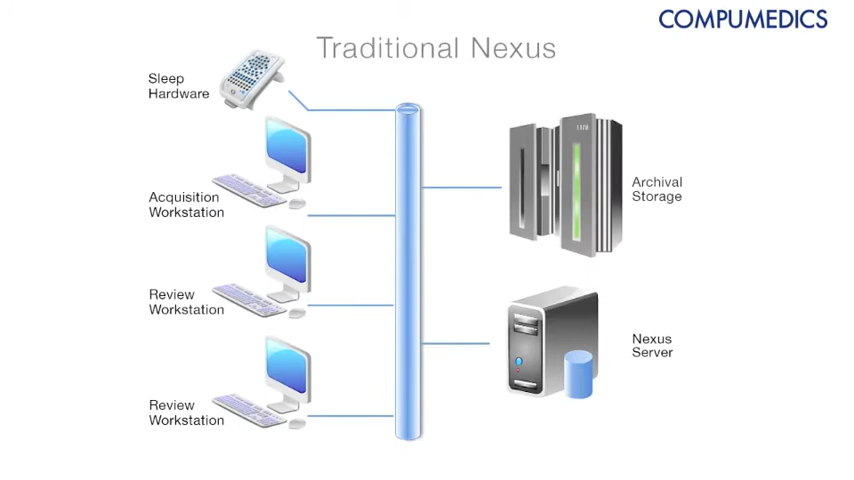 COMPUMEDICS
Traditional Nexus
Sleep
Hardware
Acquisition
Workstation
Review
Workstation
Review
Workstation
Archival
Storage
Nexus
Server